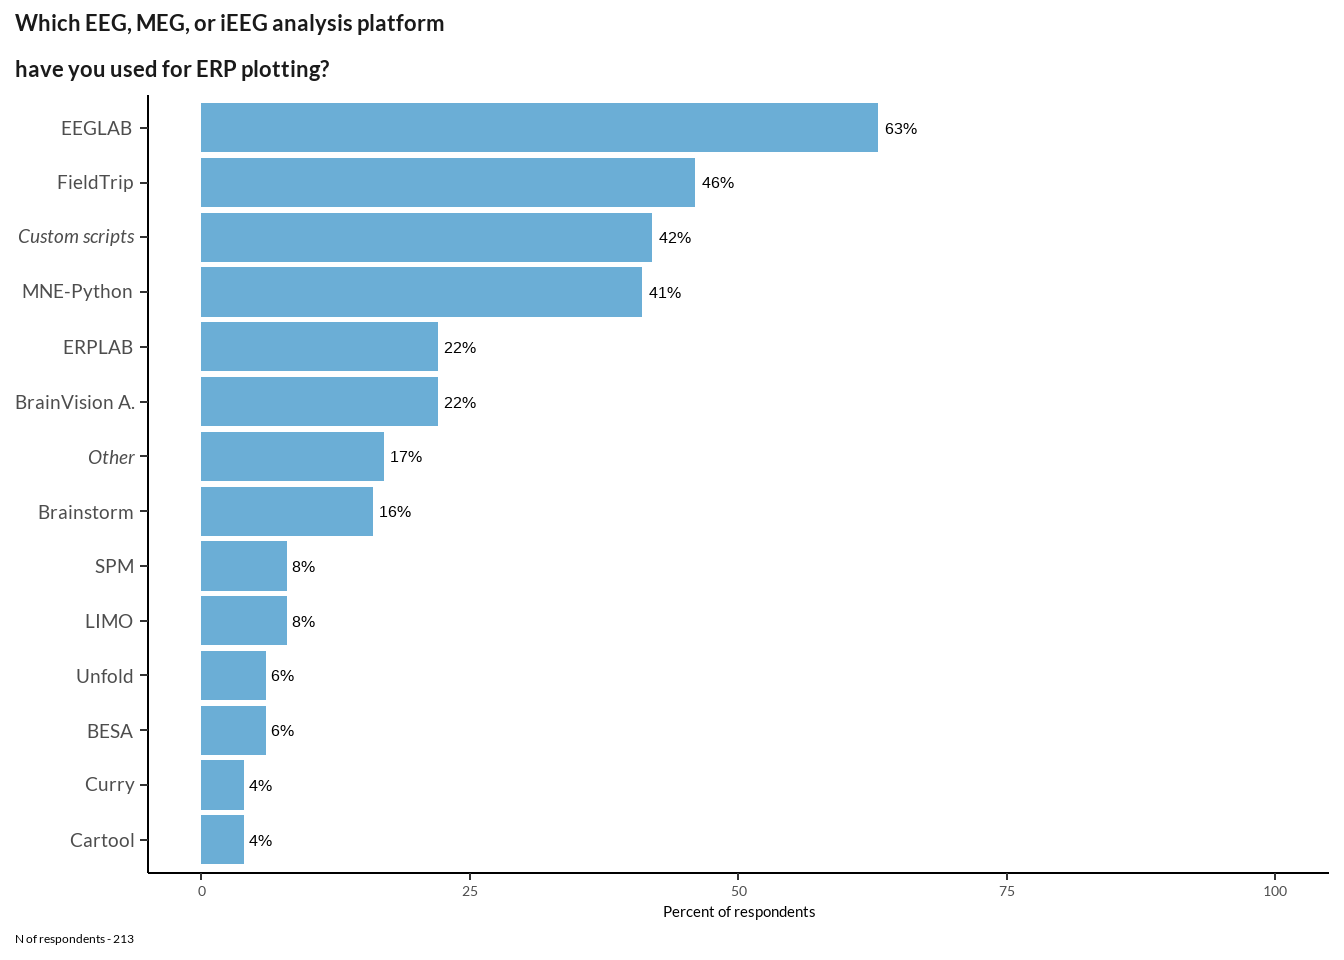 Which EEG, MEG, or iEEG analysis platform
have you used for ERP plotting?
EEGLAB 63%
FieldTrip 46%
Custom scripts 42%
MNE-Python 41%
ERPLAB 22%
BrainVision A. 22%
Other 17%
Brainstorm 16%
SPM 8%
LIMO 8%
Unfold 6%
BESA 6%
Curry 4%
Cartool 4%
0 25 50 75 100
Percent of respondents
N of respondents - 213